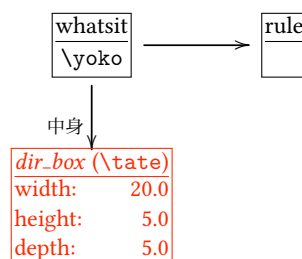 whatsit
\yoko
rule
中身
dir_box (\tate)
width: 20.0
height: 5.0
depth: 5.0